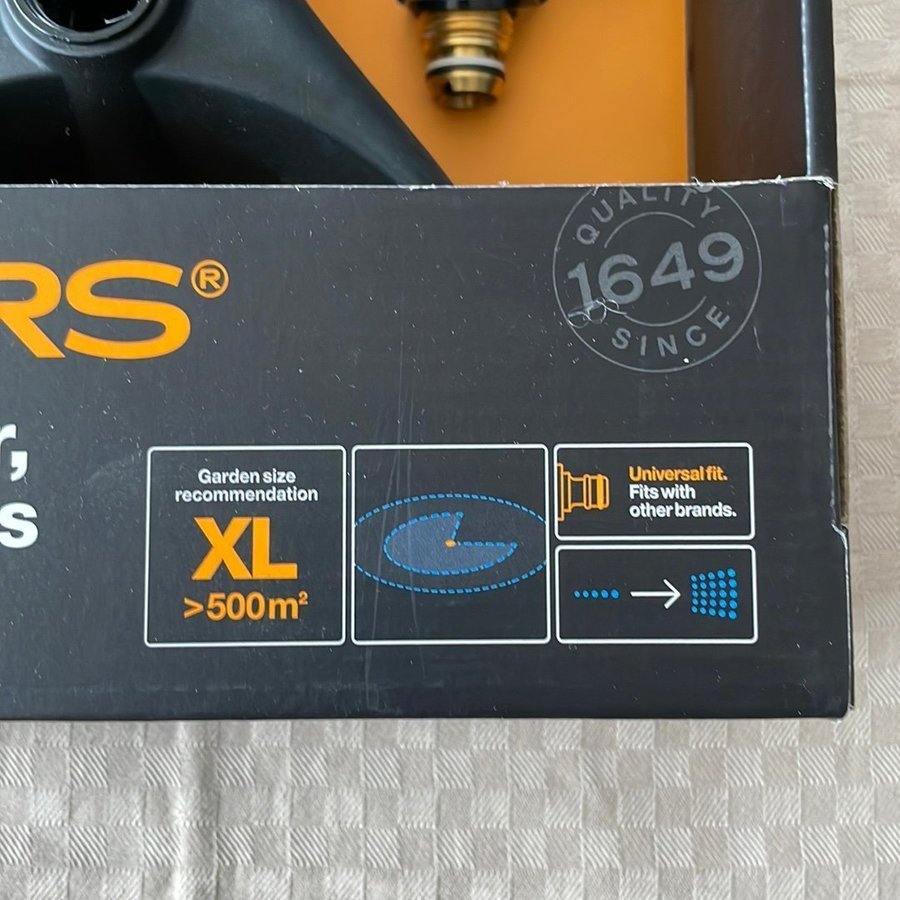 QUALITY
1649
SINCE
RS®
r,
s
Garden size
recommendation
XL
>500m²
Universal fit.
Fits with
other brands.